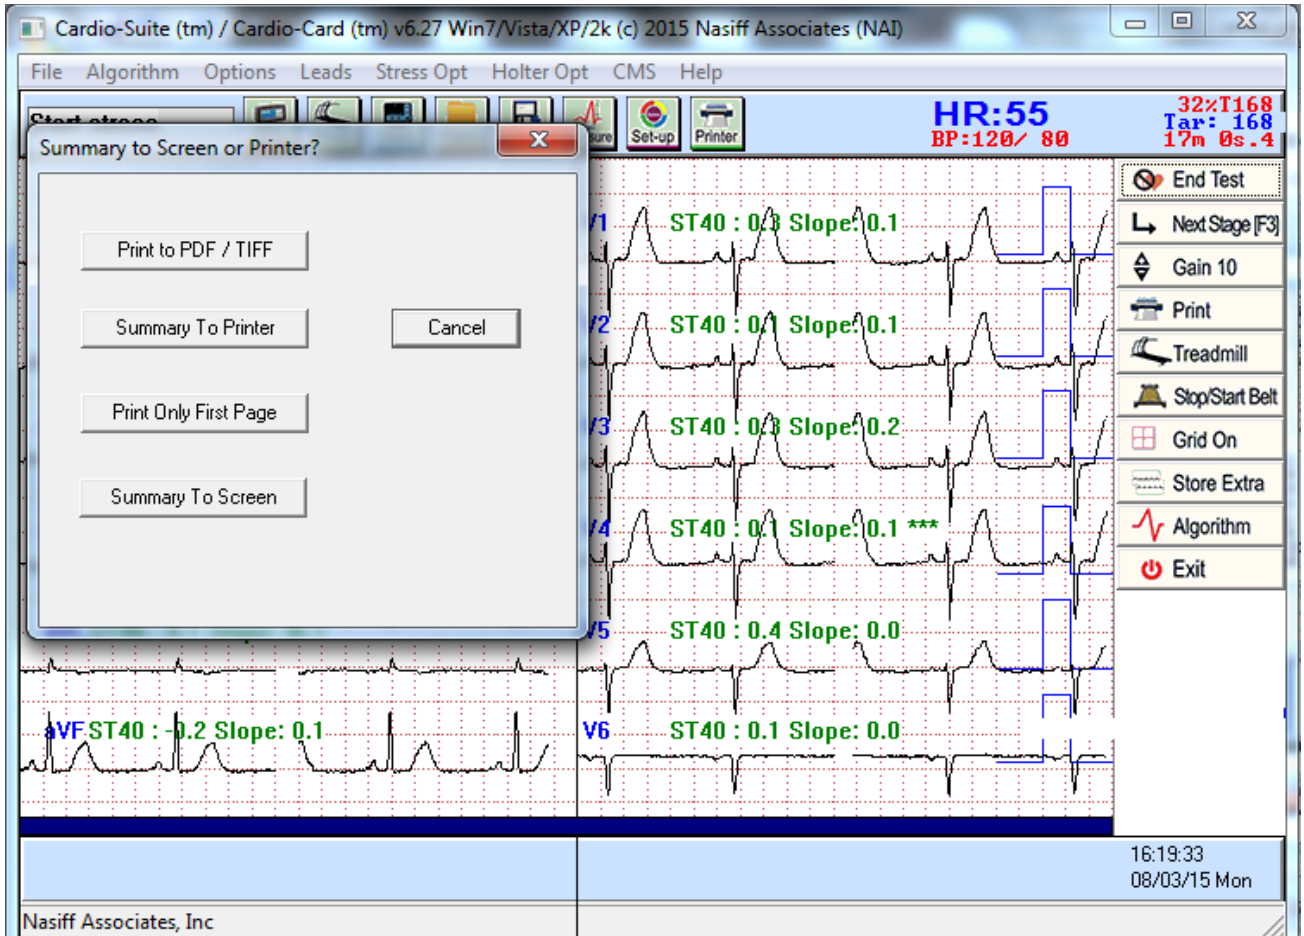 Cardio-Suite (tm) / Cardio-Card (tm) v6.27 Win7/Vista/XP/2k (c) 2015 Nasiff Associates (NAI)
File Algorithm Options Leads Stress Opt Holter Opt CMS Help
Set-up Printer
HR:55
BP:120/ 80
32%T168
Tar: 168
17m 0s.4
Summary to Screen or Printer?
Print to PDF / TIFF
Summary To Printer
Cancel
Print Only First Page
Summary To Screen
V1 ST40 : 0.3 Slope: 0.1
V2 ST40 : 0.1 Slope: 0.1
V3 ST40 : 0.3 Slope: 0.2
V4 ST40 : 0.1 Slope: 0.1 ***
V5 ST40 : 0.4 Slope: 0.0
aVF ST40 : -0.2 Slope: 0.1
V6 ST40 : 0.1 Slope: 0.0
End Test
Next Stage [F3]
Gain 10
Print
Treadmill
Stop/Start Belt
Grid On
Store Extra
Algorithm
Exit
16:19:33
08/03/15 Mon
Nasiff Associates, Inc